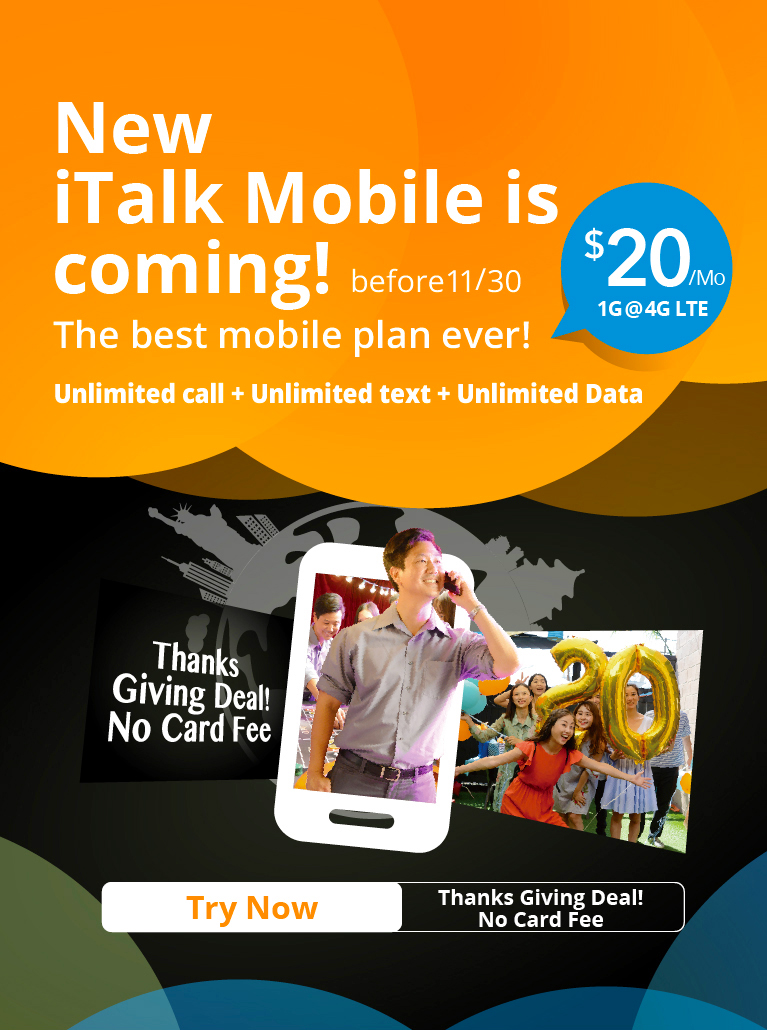 New
iTalk Mobile is
coming! before11/30
The best mobile plan ever!
Unlimited call + Unlimited text + Unlimited Data
$20/Mo
1G@4G LTE
Thanks
Giving Deal!
No Card Fee
20
Try Now
Thanks Giving Deal!
No Card Fee